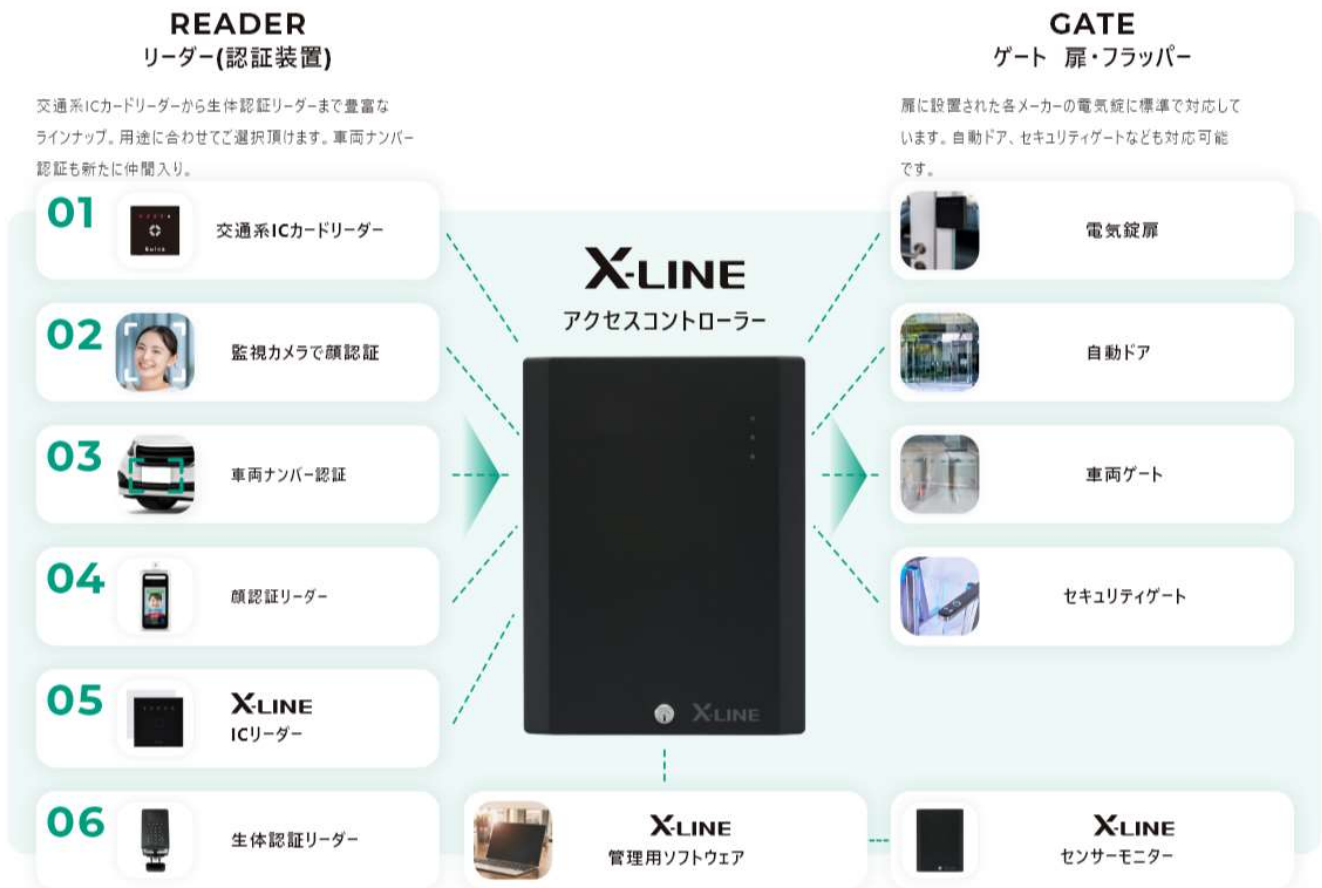 READER
リーダー(認証装置)
交通系ICカードリーダーから生体認証リーダーまで豊富な
ラインナップ。用途に合わせてご選択頂けます。車両ナンバー
認証も新たに仲間入り。
01
交通系ICカードリーダー
02
監視カメラで顔認証
03
車両ナンバー認証
04
顔認証リーダー
05
X-LINE
ICリーダー
06
生体認証リーダー
X-LINE
アクセスコントローラー
X-LINE
X-LINE
管理用ソフトウェア
GATE
ゲート 扉・フラッパー
扉に設置された各メーカーの電気錠に標準で対応して
います。自動ドア、セキュリティゲートなども対応可能
です。
電気錠扉
自動ドア
車両ゲート
セキュリティゲート
X-LINE
センサーモニター